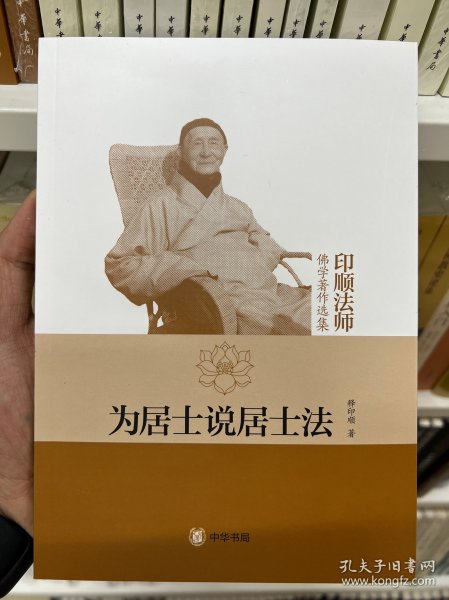 印顺法师
佛学著作选集
为居士说居士法
释印顺 著
中华书局
孔夫子旧书网
www.kongfz.com